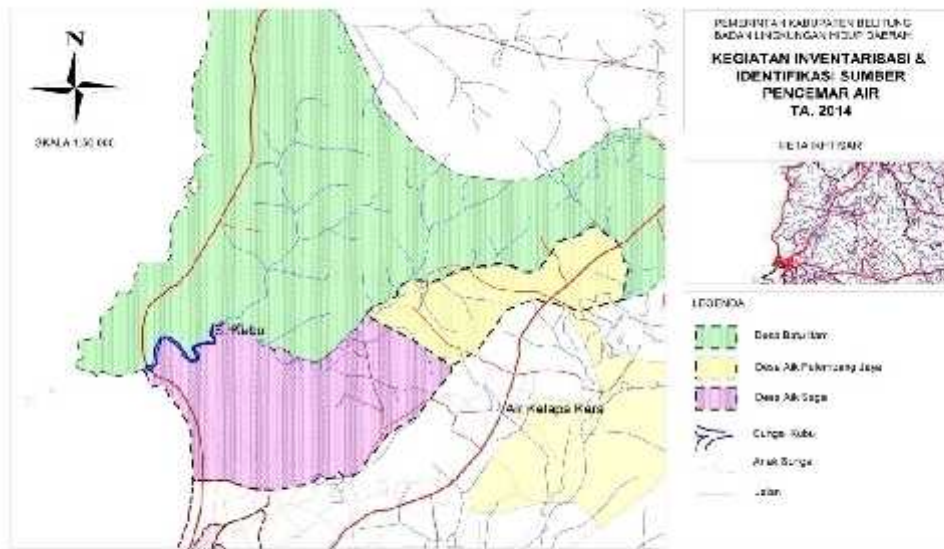 PEMERINTAH KABUPATEN BELITUNG
BADAN LINGKUNGAN HIDUP DAERAH
KEGIATAN INVENTARISASI &
IDENTIFIKASI SUMBER
PENCEMAR AIR
TA. 2014
N
SKALA 1:50.000
PETA IKHTISAR
LEGENDA
Desa Batu Itam
Desa Aik Pelempang Jaya
Desa Aik Saga
Sungai Kubu
Anak Sungai
Jalan
S. Kubu
Air Kelapa Kera